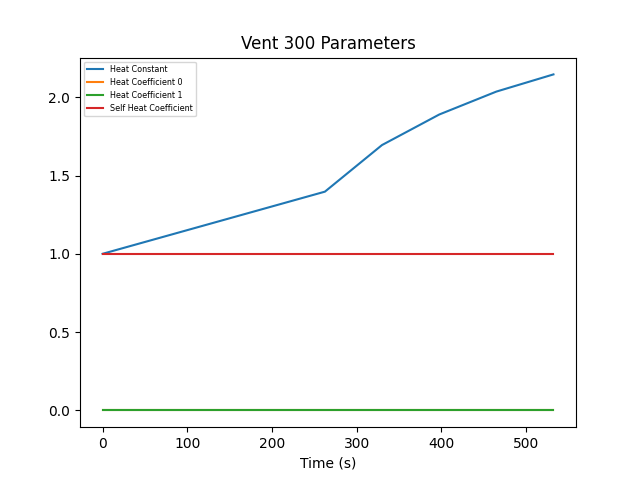 Vent 300 Parameters
Heat Constant
Heat Coefficient 0
Heat Coefficient 1
Self Heat Coefficient
2.0
1.5
1.0
0.5
0.0
0 100 200 300 400 500
Time (s)